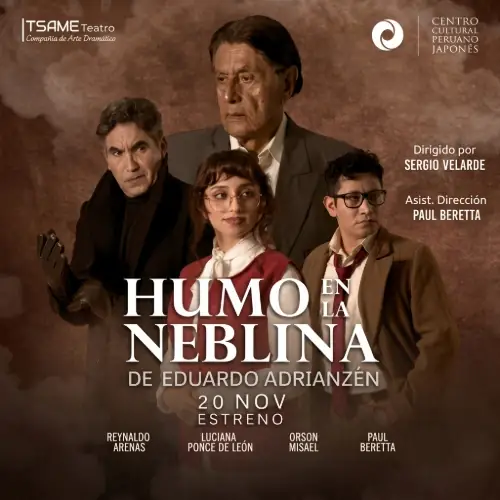 TSAME Teatro
Compañía de Arte Dramático
CENTRO
CULTURAL
PERUANO
JAPONÉS
Dirigido por
SERGIO VELARDE
Asist. Dirección
PAUL BERETTA
HUMO EN LA
NEBLINA
DE EDUARDO ADRIANZÉN
20 NOV
ESTRENO
REYNALDO
ARENAS
LUCIANA
PONCE DE LEÓN
ORSON
MISAEL
PAUL
BERETTA